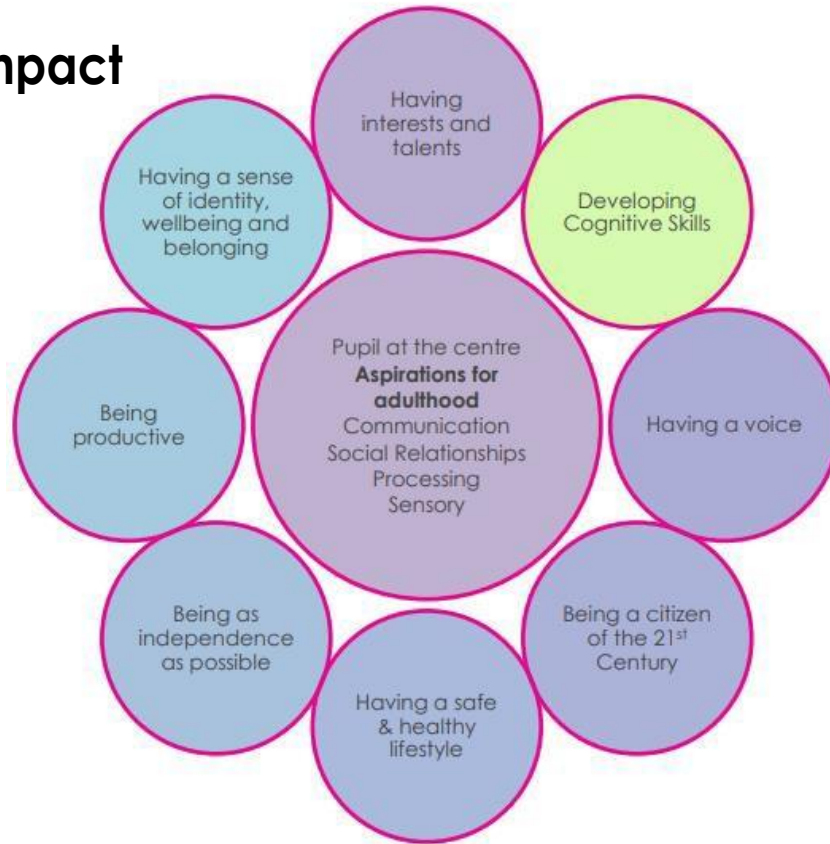 mpact
Having
interests and
talents
Developing
Cognitive Skills
Having a voice
Being a citizen
of the 21st
Century
Having a safe
& healthy
lifestyle
Being as
independence
as possible
Being
productive
Having a sense
of identity,
wellbeing and
belonging
Pupil at the centre
Aspirations for
adulthood
Communication
Social Relationships
Processing
Sensory